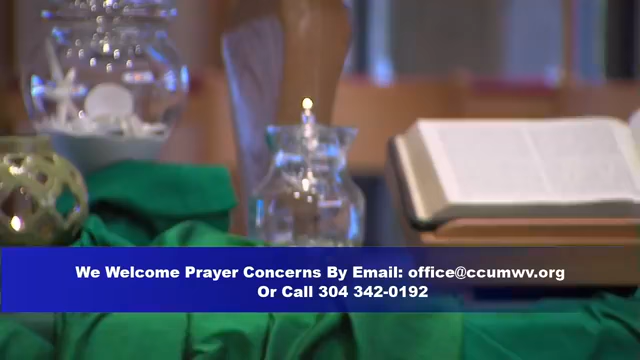 We Welcome Prayer Concerns By Email: office@ccumwv.org
Or Call 304 342-0192